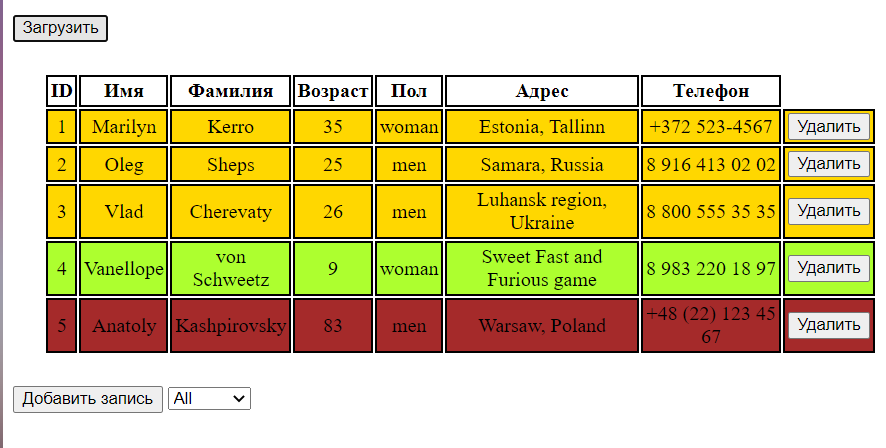 Загрузить
ID Имя Фамилия Возраст Пол Адрес Телефон
1 Marilyn Kerro 35 woman Estonia, Tallinn +372 523-4567 Удалить
2 Oleg Sheps 25 men Samara, Russia 8 916 413 02 02 Удалить
3 Vlad Cherevaty 26 men Luhansk region, Ukraine 8 800 555 35 35 Удалить
4 Vanellope von Schweetz 9 woman Sweet Fast and Furious game 8 983 220 18 97 Удалить
5 Anatoly Kashpirovsky 83 men Warsaw, Poland +48 (22) 123 45 67 Удалить
Добавить запись All